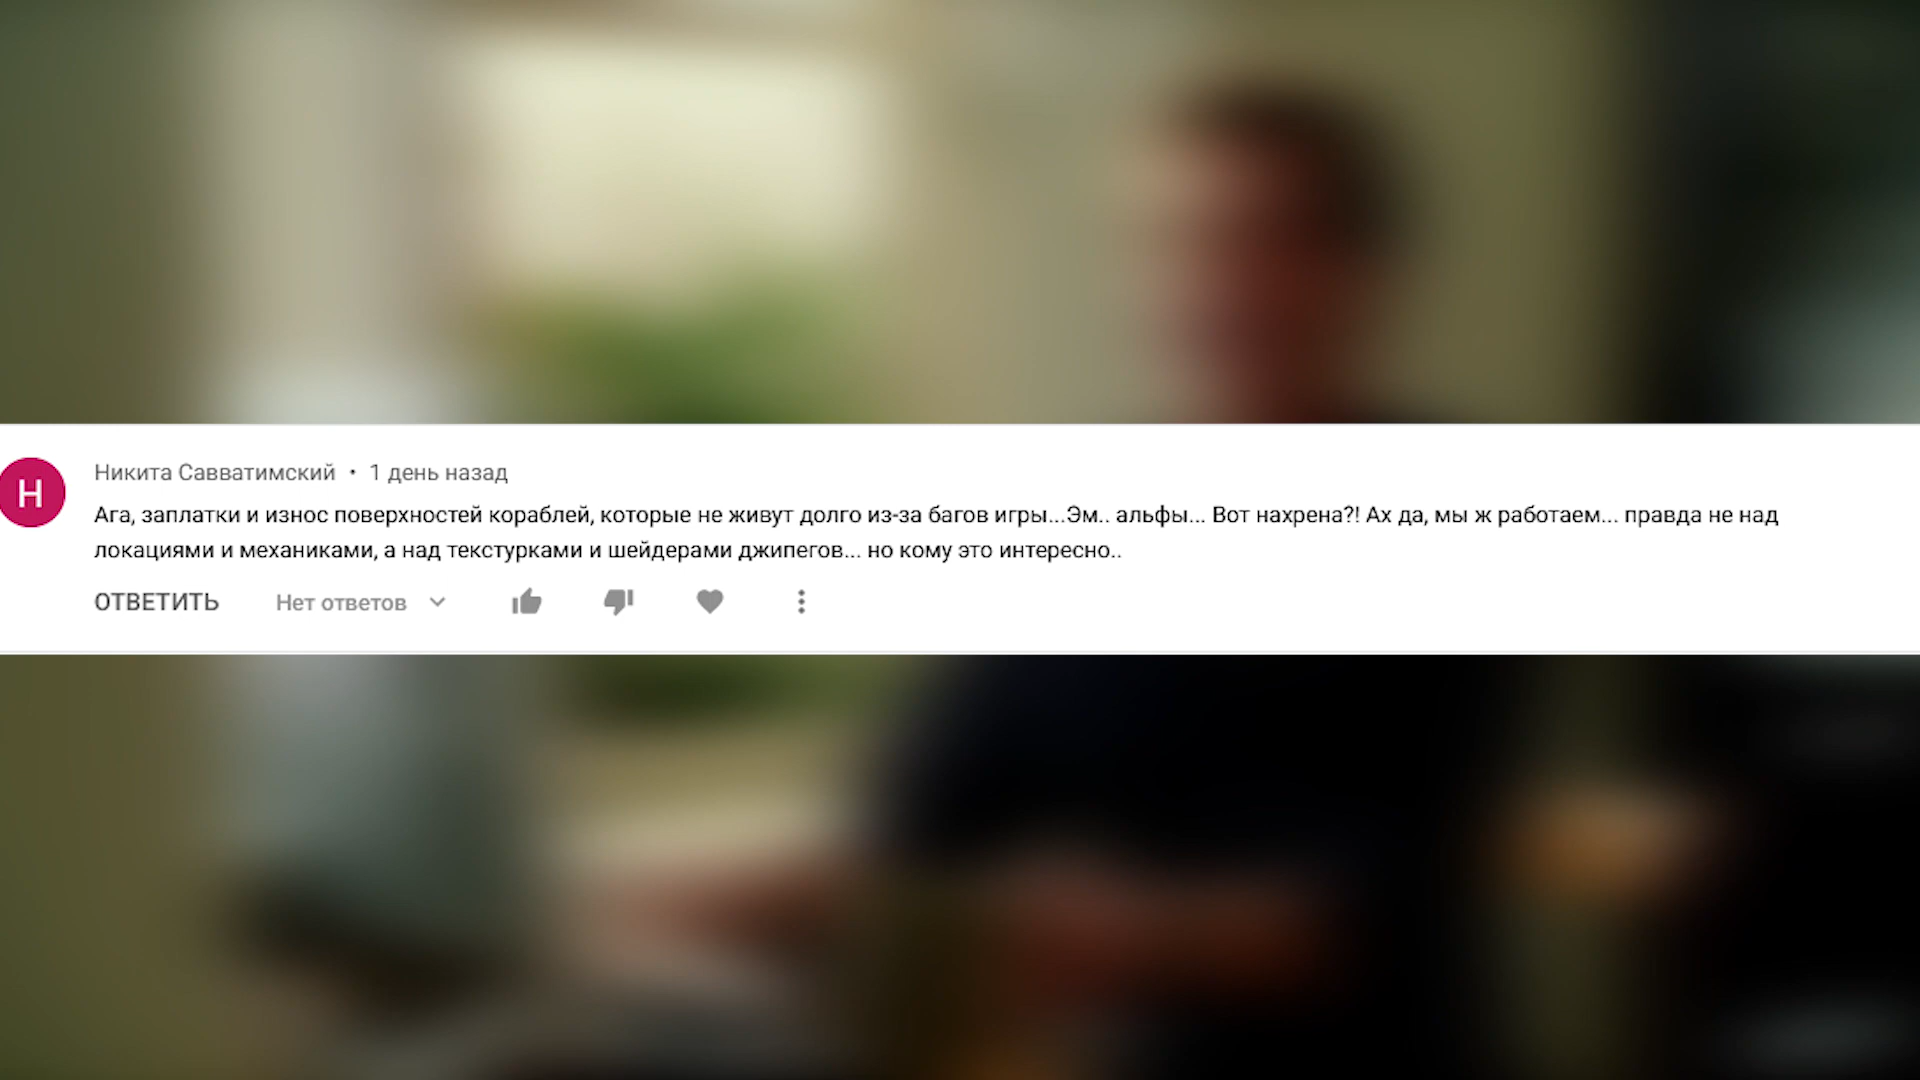 Н
Никита Савватимский • 1 день назад
Ага, заплатки и износ поверхностей кораблей, которые не живут долго из-за багов игры...Эм.. альфы... Вот нахрена?! Ах да, мы ж работаем... правда не над
локациями и механиками, а над текстурками и шейдерами джипегов... но кому это интересно..
ОТВЕТИТЬ Нет ответов